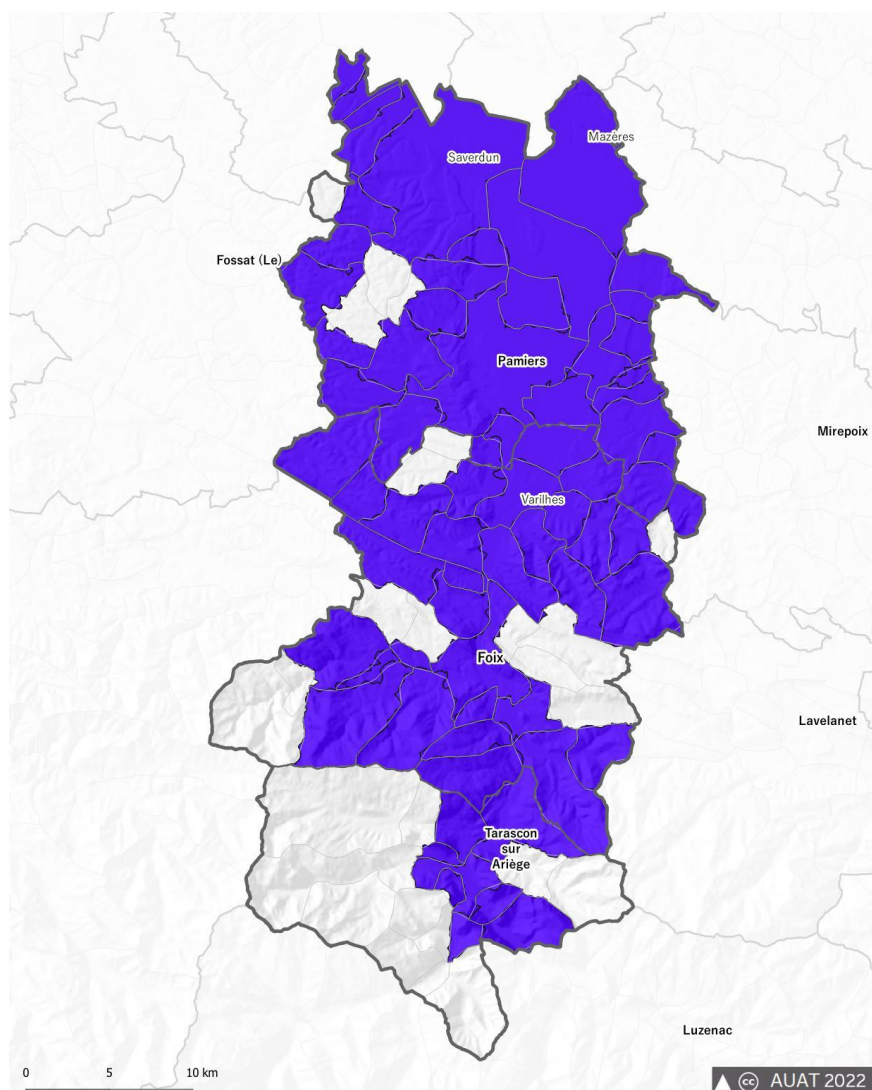 Mazères
Saverdun
Fossat (Le)
Pamiers
Mirepoix
Varilhes
Foix
Lavelanet
Tarascon
sur
Ariège
Luzenac
0 5 10 km
cc AUAT 2022